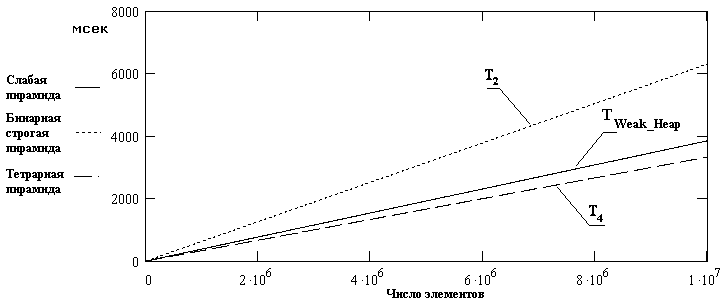 8000
мсек
6000
T2
Слабая
пирамида
TWeak_Heap
Бинарная
строгая
пирамида
4000
Тетрарная
пирамида
2000
T4
0
0 2·10^6 4·10^6 6·10^6 8·10^6 1·10^7
Число элементов